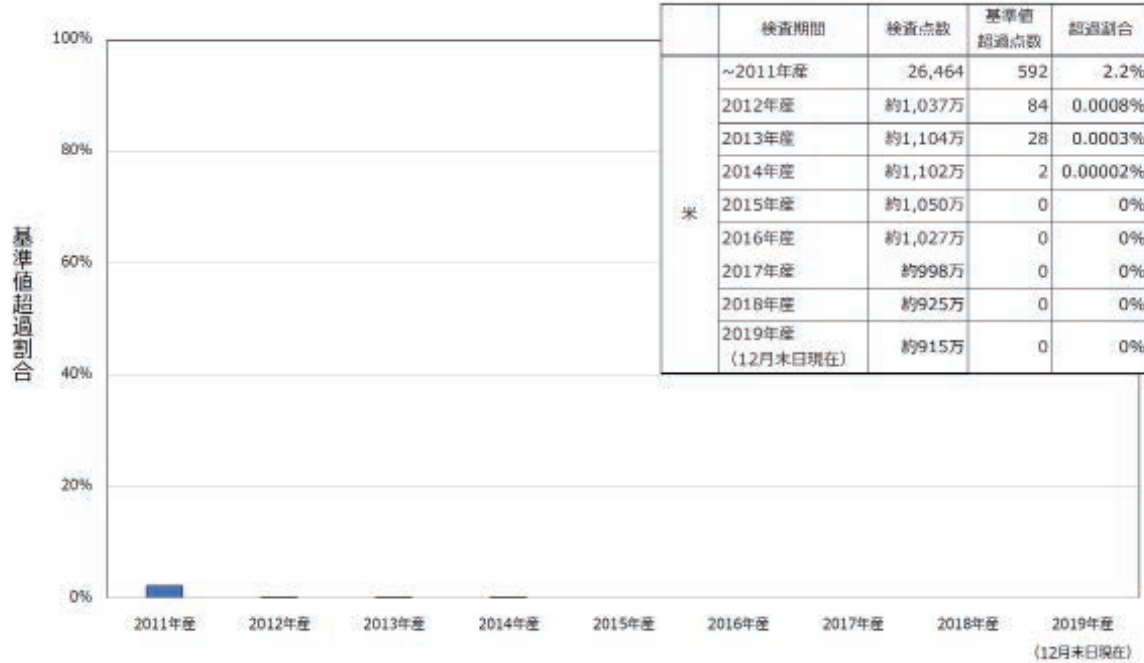 検査期間 検査点数 基準値超過点数 超過割合
米
~2011年産 26,464 592 2.2%
2012年産 約1,037万 84 0.0008%
2013年産 約1,104万 28 0.0003%
2014年産 約1,102万 2 0.00002%
2015年産 約1,050万 0 0%
2016年産 約1,027万 0 0%
2017年産 約998万 0 0%
2018年産 約925万 0 0%
2019年産
（12月末日現在） 約915万 0 0%
基準値超過割合
100%
80%
60%
40%
20%
0%
2011年産 2012年産 2013年産 2014年産 2015年産 2016年産 2017年産 2018年産 2019年産
（12月末日現在）